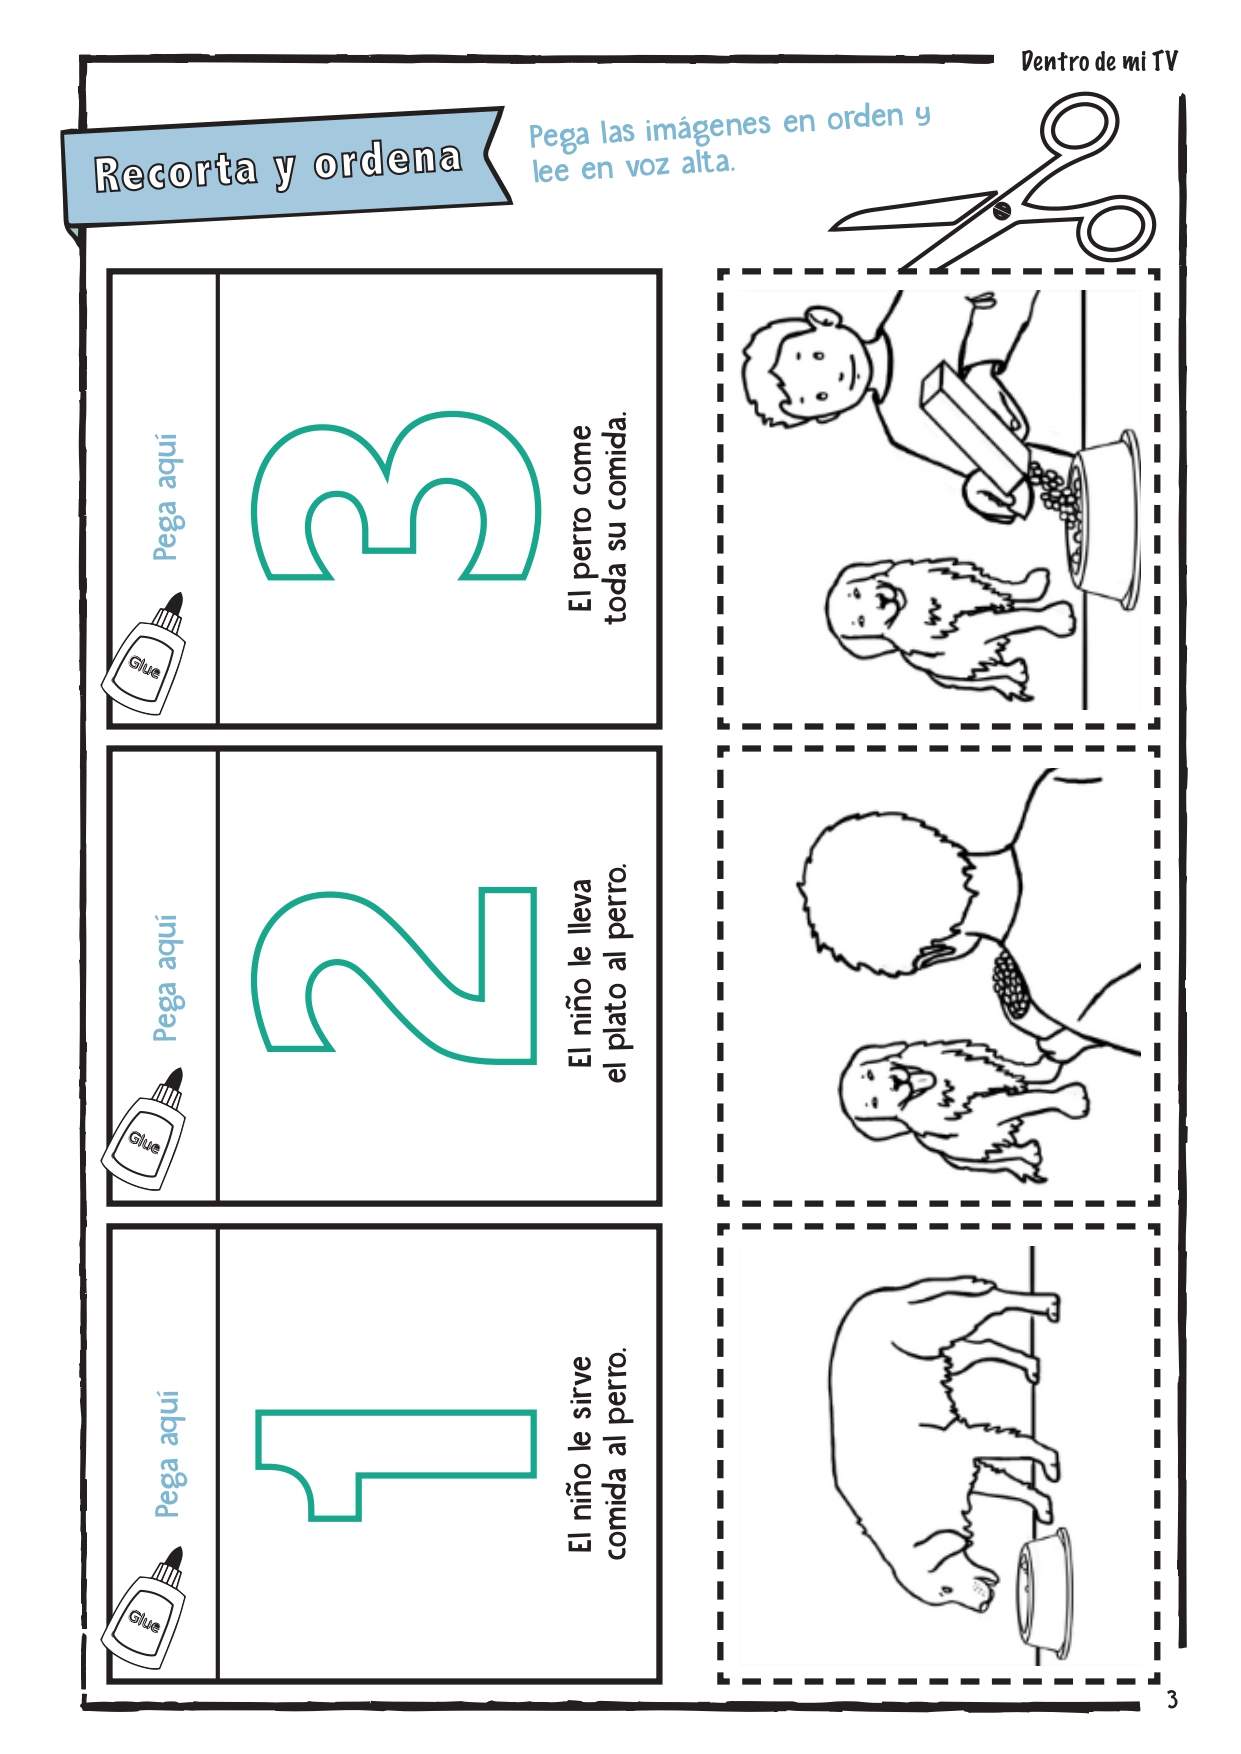 Dentro de mi TV
Recorta y ordena
Pega las imágenes en orden y
lee en voz alta.
Glue
Pega aquí
1
El niño le sirve
comida al perro.
Glue
Pega aquí
2
El niño le lleva
el plato al perro.
Glue
Pega aquí
3
El perro come
toda su comida.
3